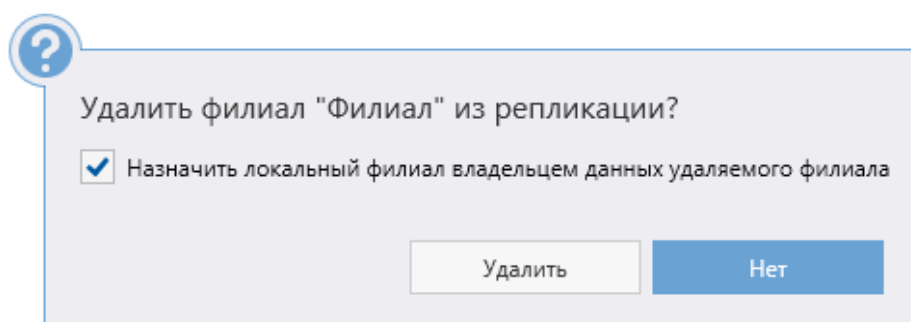 Удалить филиал "Филиал" из репликации?
Назначить локальный филиал владельцем данных удаляемого филиала
Удалить
Нет